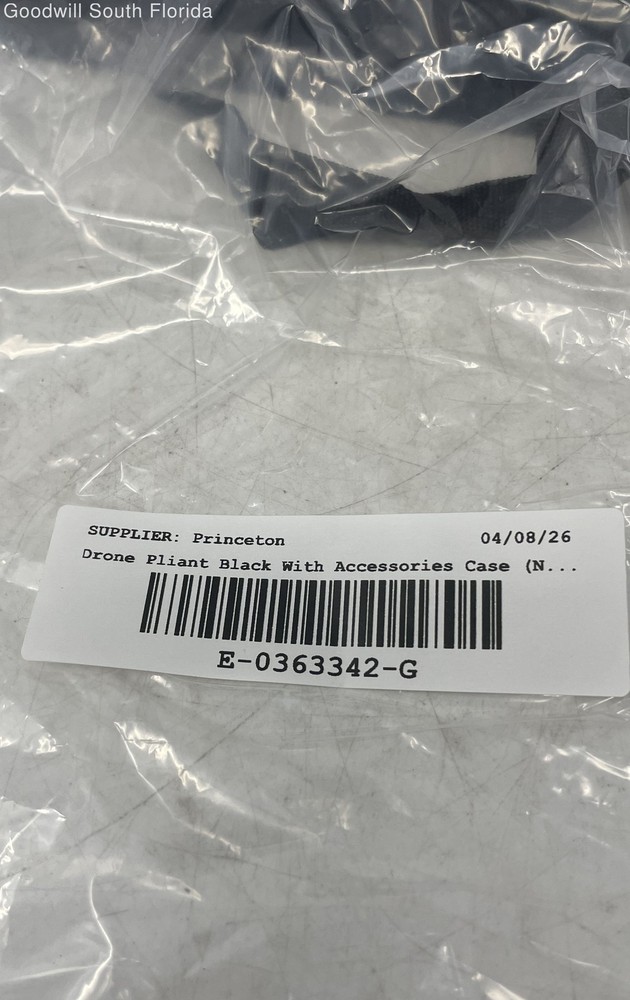 Goodwill South Florida
SUPPLIER: Princeton 04/08/26
Drone Pliant Black With Accessories Case (N...
E-0363342-G